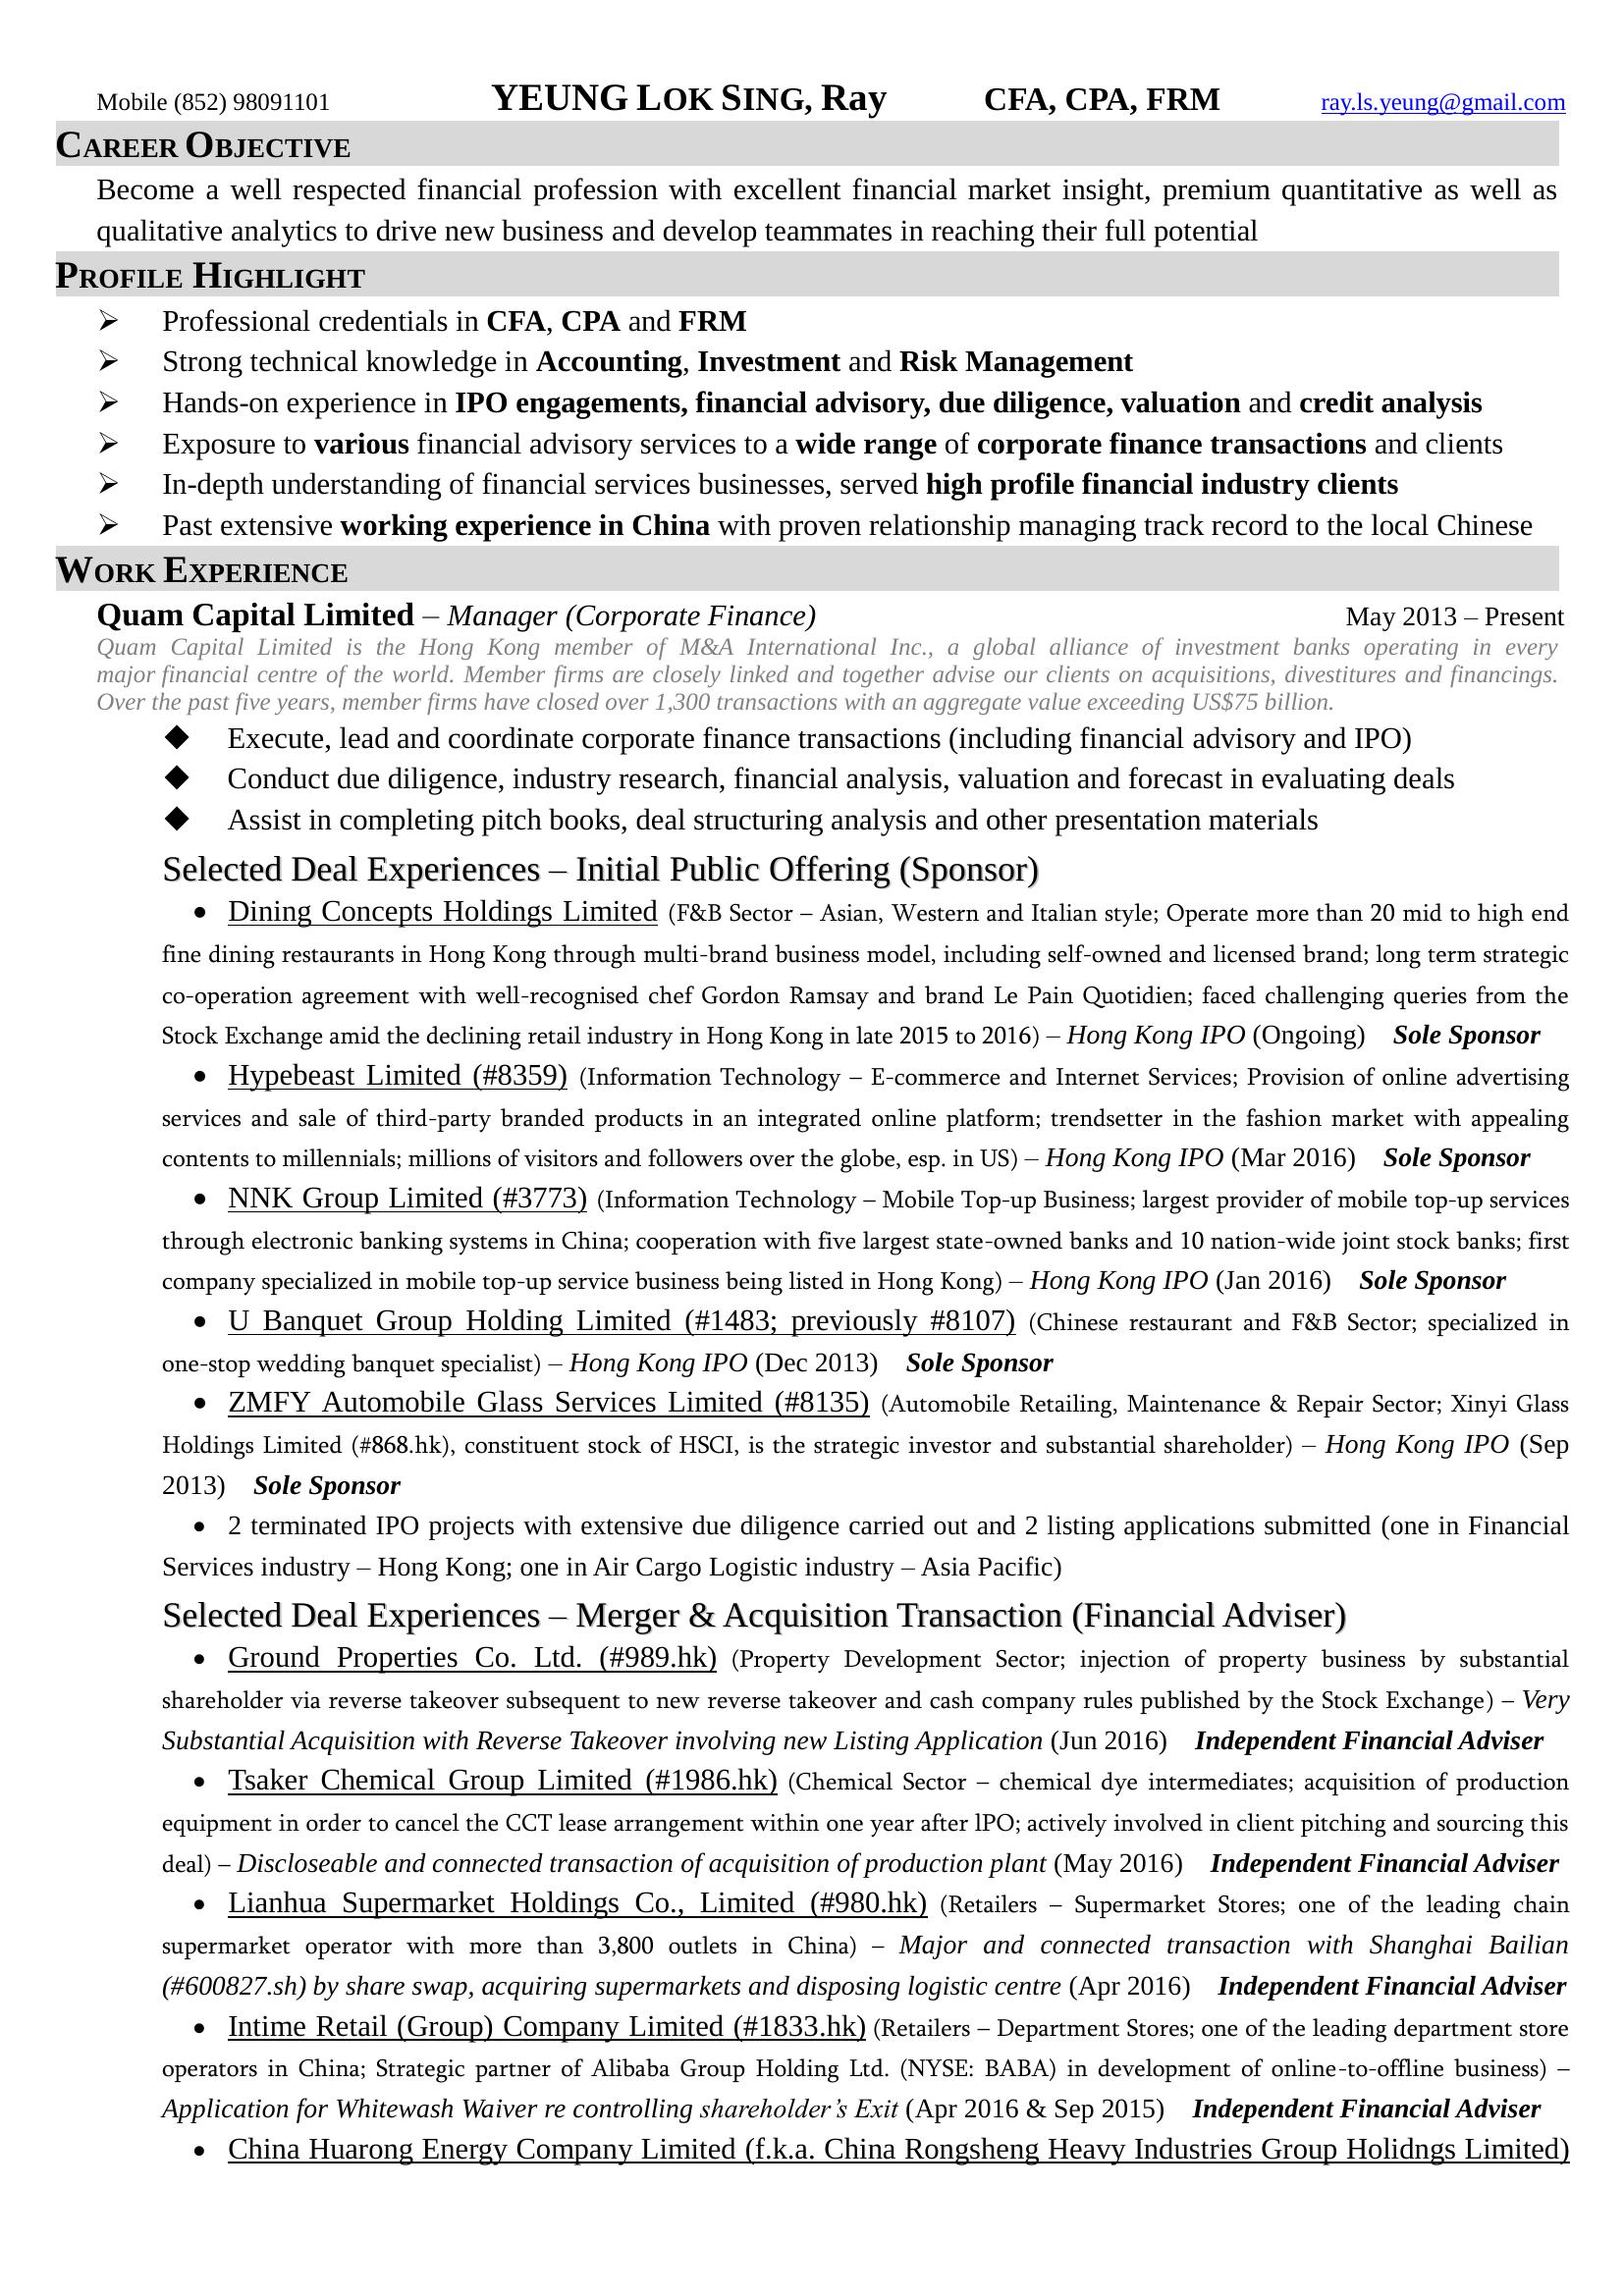 Mobile (852) 98091101 YEUNG LOK SING, Ray CFA, CPA, FRM ray.ls.yeung@gmail.com
CAREER OBJECTIVE
Become a well respected financial profession with excellent financial market insight, premium quantitative as well as
qualitative analytics to drive new business and develop teammates in reaching their full potential
PROFILE HIGHLIGHT
➢ Professional credentials in CFA, CPA and FRM
➢ Strong technical knowledge in Accounting, Investment and Risk Management
➢ Hands-on experience in IPO engagements, financial advisory, due diligence, valuation and credit analysis
➢ Exposure to various financial advisory services to a wide range of corporate finance transactions and clients
➢ In-depth understanding of financial services businesses, served high profile financial industry clients
➢ Past extensive working experience in China with proven relationship managing track record to the local Chinese
WORK EXPERIENCE
Quam Capital Limited – Manager (Corporate Finance) May 2013 – Present
Quam Capital Limited is the Hong Kong member of M&A International Inc., a global alliance of investment banks operating in every
major financial centre of the world. Member firms are closely linked and together advise our clients on acquisitions, divestitures and financings.
Over the past five years, member firms have closed over 1,300 transactions with an aggregate value exceeding US$75 billion.
◆ Execute, lead and coordinate corporate finance transactions (including financial advisory and IPO)
◆ Conduct due diligence, industry research, financial analysis, valuation and forecast in evaluating deals
◆ Assist in completing pitch books, deal structuring analysis and other presentation materials
Selected Deal Experiences – Initial Public Offering (Sponsor)
• Dining Concepts Holdings Limited (F&B Sector – Asian, Western and Italian style; Operate more than 20 mid to high end
fine dining restaurants in Hong Kong through multi-brand business model, including self-owned and licensed brand; long term strategic
co-operation agreement with well-recognised chef Gordon Ramsay and brand Le Pain Quotidien; faced challenging queries from the
Stock Exchange amid the declining retail industry in Hong Kong in late 2015 to 2016) – Hong Kong IPO (Ongoing) Sole Sponsor
• Hypebeast Limited (#8359) (Information Technology – E-commerce and Internet Services; Provision of online advertising
services and sale of third-party branded products in an integrated online platform; trendsetter in the fashion market with appealing
contents to millennials; millions of visitors and followers over the globe, esp. in US) – Hong Kong IPO (Mar 2016) Sole Sponsor
• NNK Group Limited (#3773) (Information Technology – Mobile Top-up Business; largest provider of mobile top-up services
through electronic banking systems in China; cooperation with five largest state-owned banks and 10 nation-wide joint stock banks; first
company specialized in mobile top-up service business being listed in Hong Kong) – Hong Kong IPO (Jan 2016) Sole Sponsor
• U Banquet Group Holding Limited (#1483; previously #8107) (Chinese restaurant and F&B Sector; specialized in
one-stop wedding banquet specialist) – Hong Kong IPO (Dec 2013) Sole Sponsor
• ZMFY Automobile Glass Services Limited (#8135) (Automobile Retailing, Maintenance & Repair Sector; Xinyi Glass
Holdings Limited (#868.hk), constituent stock of HSCI, is the strategic investor and substantial shareholder) – Hong Kong IPO (Sep
2013) Sole Sponsor
• 2 terminated IPO projects with extensive due diligence carried out and 2 listing applications submitted (one in Financial
Services industry – Hong Kong; one in Air Cargo Logistic industry – Asia Pacific)
Selected Deal Experiences – Merger & Acquisition Transaction (Financial Adviser)
• Ground Properties Co. Ltd. (#989.hk) (Property Development Sector; injection of property business by substantial
shareholder via reverse takeover subsequent to new reverse takeover and cash company rules published by the Stock Exchange) – Very
Substantial Acquisition with Reverse Takeover involving new Listing Application (Jun 2016) Independent Financial Adviser
• Tsaker Chemical Group Limited (#1986.hk) (Chemical Sector – chemical dye intermediates; acquisition of production
equipment in order to cancel the CCT lease arrangement within one year after lPO; actively involved in client pitching and sourcing this
deal) – Discloseable and connected transaction of acquisition of production plant (May 2016) Independent Financial Adviser
• Lianhua Supermarket Holdings Co., Limited (#980.hk) (Retailers – Supermarket Stores; one of the leading chain
supermarket operator with more than 3,800 outlets in China) – Major and connected transaction with Shanghai Bailian
(#600827.sh) by share swap, acquiring supermarkets and disposing logistic centre (Apr 2016) Independent Financial Adviser
• Intime Retail (Group) Company Limited (#1833.hk) (Retailers – Department Stores; one of the leading department store
operators in China; Strategic partner of Alibaba Group Holding Ltd. (NYSE: BABA) in development of online-to-offline business) –
Application for Whitewash Waiver re controlling shareholder’s Exit (Apr 2016 & Sep 2015) Independent Financial Adviser
• China Huarong Energy Company Limited (f.k.a. China Rongsheng Heavy Industries Group Holidngs Limited)